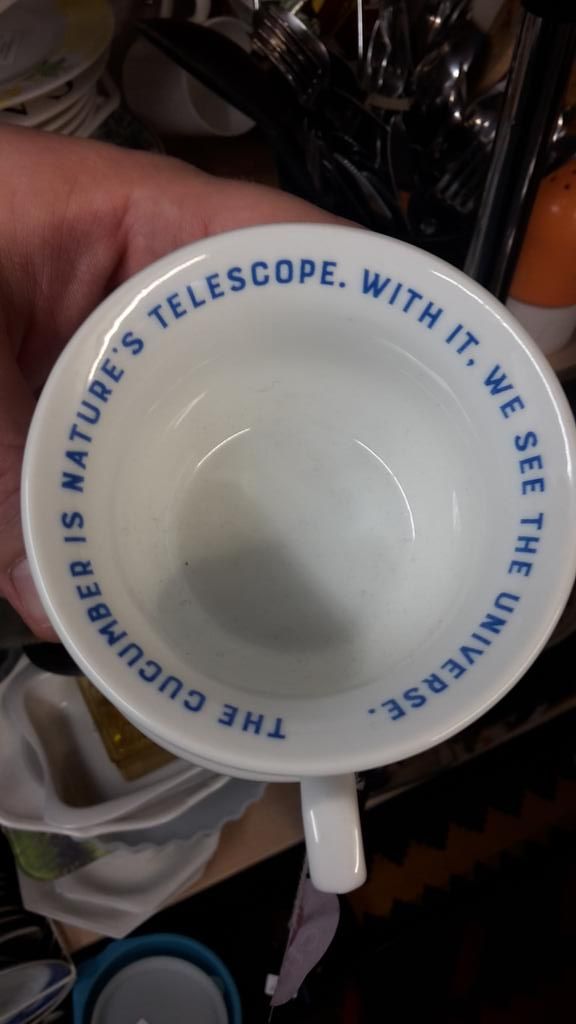 THE CUCUMBER IS NATURE'S TELESCOPE. WITH IT, WE SEE THE UNIVERSE.